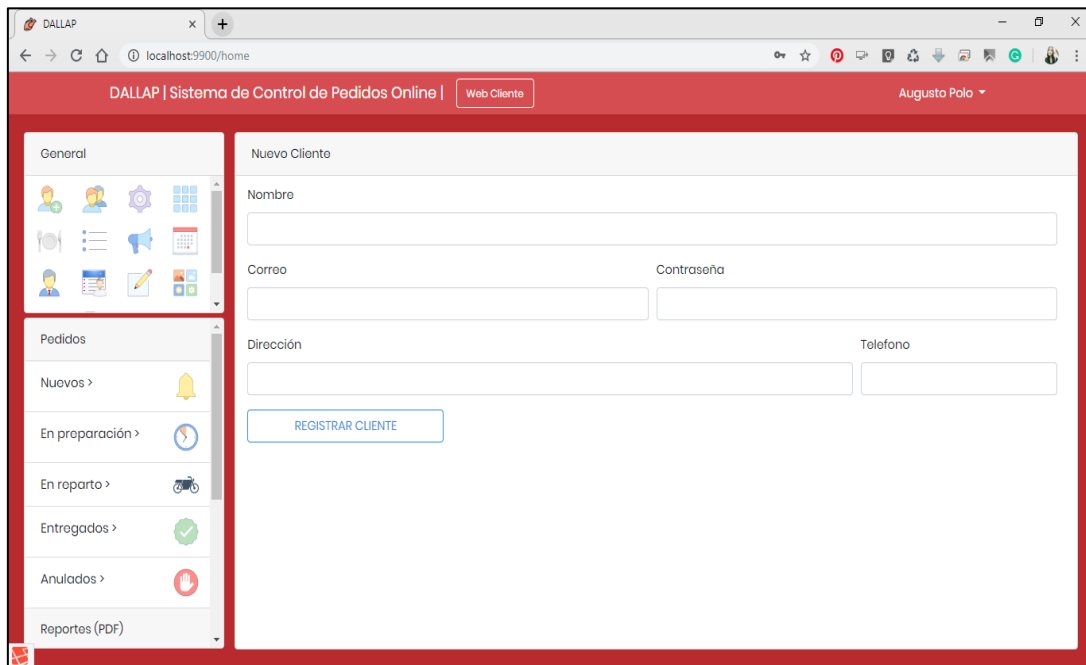 DALLAP
localhost:9900/home
DALLAP | Sistema de Control de Pedidos Online | Web Cliente Augusto Polo
General
Nuevo Cliente
Nombre
Correo Contraseña
Dirección Telefono
REGISTRAR CLIENTE
Pedidos
Nuevos >
En preparación >
En reparto >
Entregados >
Anulados >
Reportes (PDF)